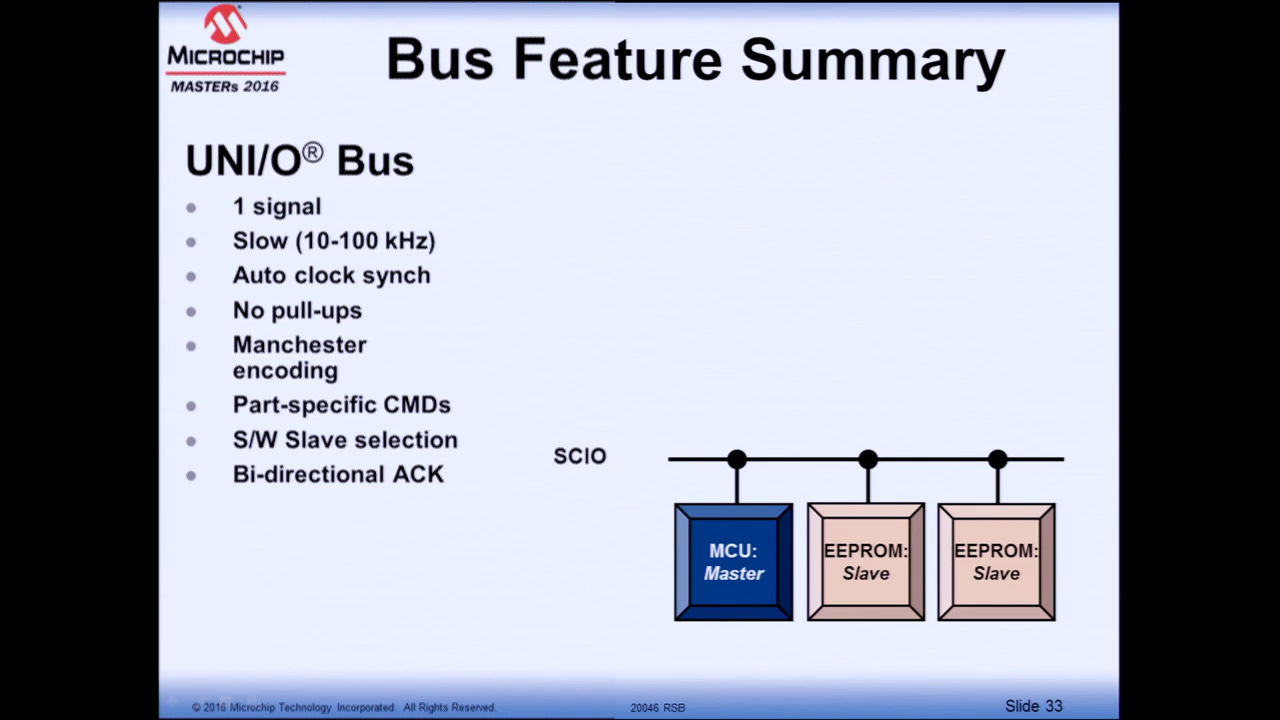 MICROCHIP
MASTERs 2016
Bus Feature Summary
UNI/O® Bus
1 signal
Slow (10-100 kHz)
Auto clock synch
No pull-ups
Manchester
encoding
Part-specific CMDs
S/W Slave selection
Bi-directional ACK
SCIO
MCU:
Master
EEPROM:
Slave
EEPROM:
Slave
© 2016 Microchip Technology Incorporated. All Rights Reserved.
20046 RSB
Slide 33